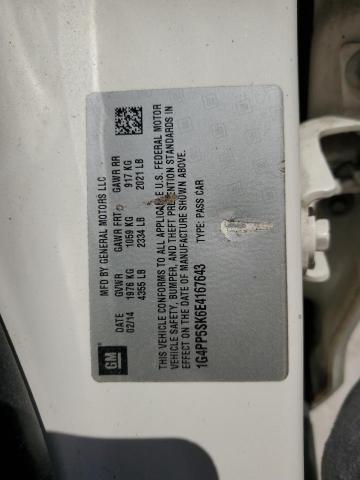 GM
MFD BY GENERAL MOTORS LLC
DATE GVWR GAWR FRT GAWR RR
02/14 1976 KG 1059 KG 917 KG
4355 LB 2334 LB 2021 LB
THIS VEHICLE CONFORMS TO ALL APPLICABLE U.S. FEDERAL MOTOR
VEHICLE SAFETY, BUMPER, AND THEFT PREVENTION STANDARDS IN
EFFECT ON THE DATE OF MANUFACTURE SHOWN ABOVE.
1G4PP5SK6E4167643 TYPE: PASS CAR